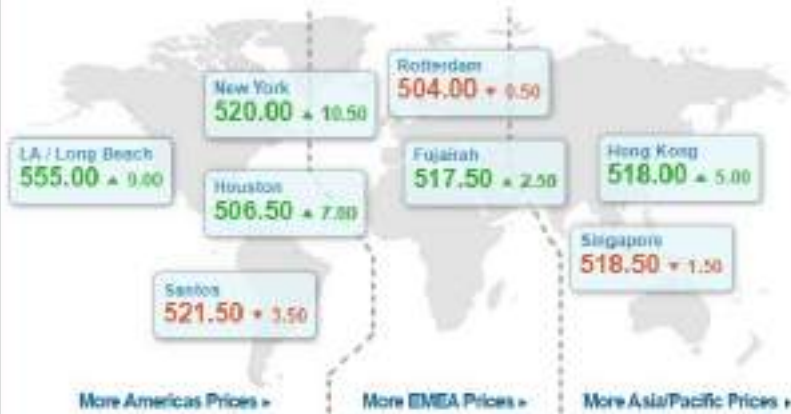 New York
520.00 ▲ 10.50
Rotterdam
504.00 ▼ 0.50
LA / Long Beach
555.00 ▲ 9.00
Houston
506.50 ▲ 7.00
Fujairah
517.50 ▲ 2.50
Hong Kong
518.00 ▲ 5.00
Singapore
518.50 ▼ 1.50
Santos
521.50 ▼ 3.50
More Americas Prices ►
More EMEA Prices ►
More Asia/Pacific Prices ►